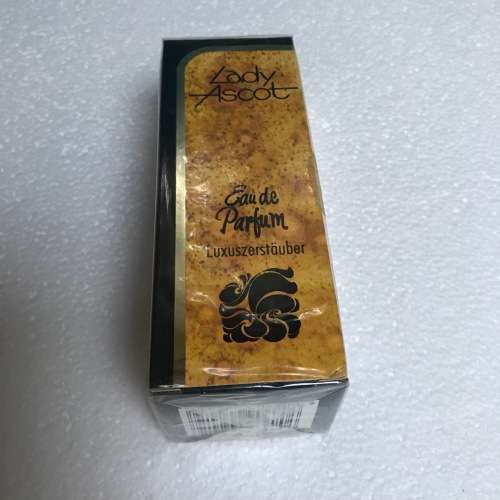 Lady
Ascot
Eau de
Parfum
Luxuszerstäuber